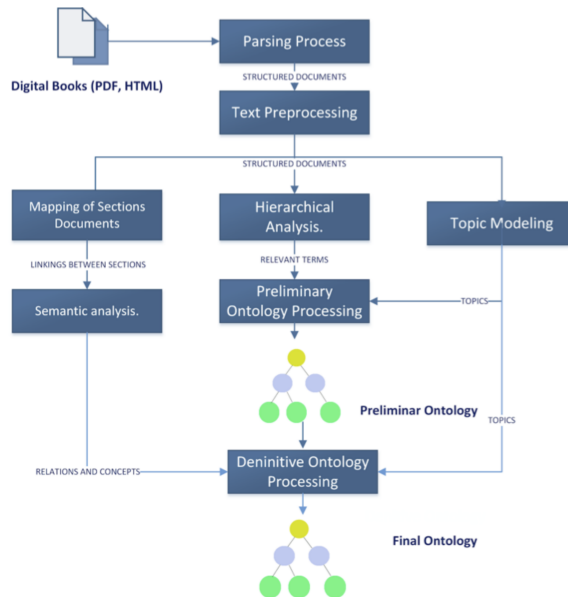 Parsing Process
Digital Books (PDF, HTML)
STRUCTURED DOCUMENTS
Text Preprocessing
STRUCTURED DOCUMENTS
Mapping of Sections
Documents
Hierarchical
Analysis.
Topic Modeling
LINKINGS BETWEEN SECTIONS
RELEVANT TERMS
Semantic analysis.
Preliminary
Ontology Processing
TOPICS
Preliminar Ontology
TOPICS
RELATIONS AND CONCEPTS
Deninitive Ontology
Processing
Final Ontology